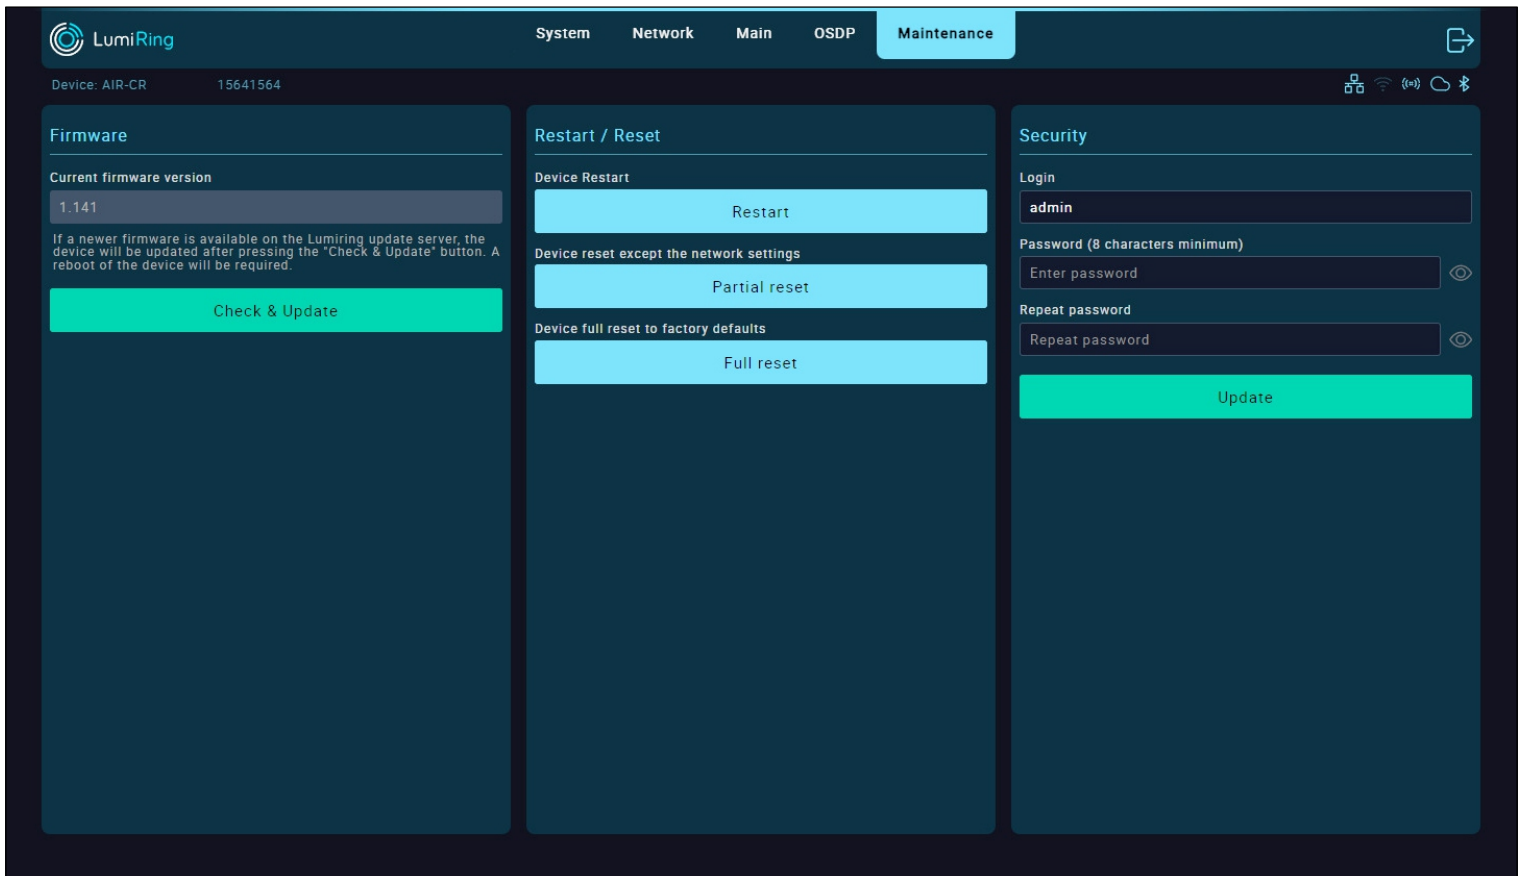 LumiRing
System Network Main OSDP Maintenance
Device: AIR-CR 15641564
Firmware
Current firmware version
1.141
If a newer firmware is available on the Lumiring update server, the
device will be updated after pressing the "Check & Update" button. A
reboot of the device will be required.
Check & Update
Restart / Reset
Device Restart
Restart
Device reset except the network settings
Partial reset
Device full reset to factory defaults
Full reset
Security
Login
admin
Password (8 characters minimum)
Enter password
Repeat password
Repeat password
Update